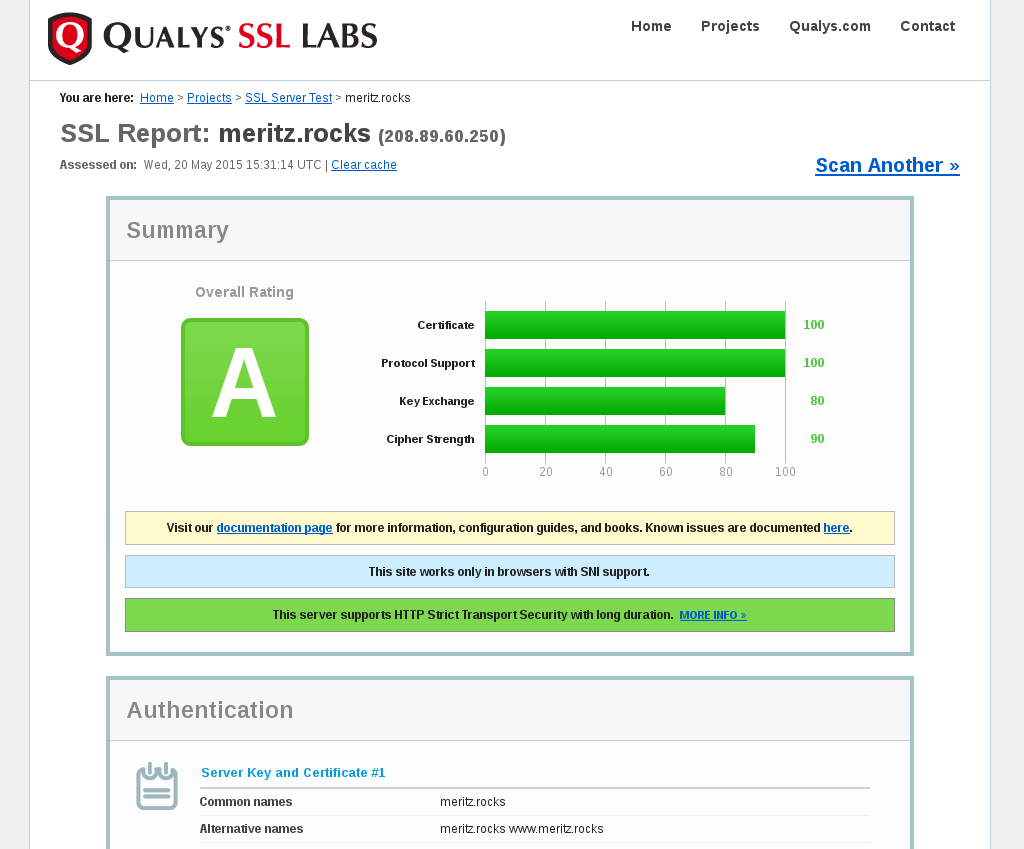 QUALYS® SSL LABS
Home Projects Qualys.com Contact
You are here: Home > Projects > SSL Server Test > meritz.rocks
SSL Report: meritz.rocks (208.89.60.250)
Assessed on: Wed, 20 May 2015 15:31:14 UTC | Clear cache
Scan Another »
Summary
Overall Rating
A
Certificate 100
Protocol Support 100
Key Exchange 80
Cipher Strength 90
0 20 40 60 80 100
Visit our documentation page for more information, configuration guides, and books. Known issues are documented here.
This site works only in browsers with SNI support.
This server supports HTTP Strict Transport Security with long duration. MORE INFO »
Authentication
Server Key and Certificate #1
Common names meritz.rocks
Alternative names meritz.rocks www.meritz.rocks